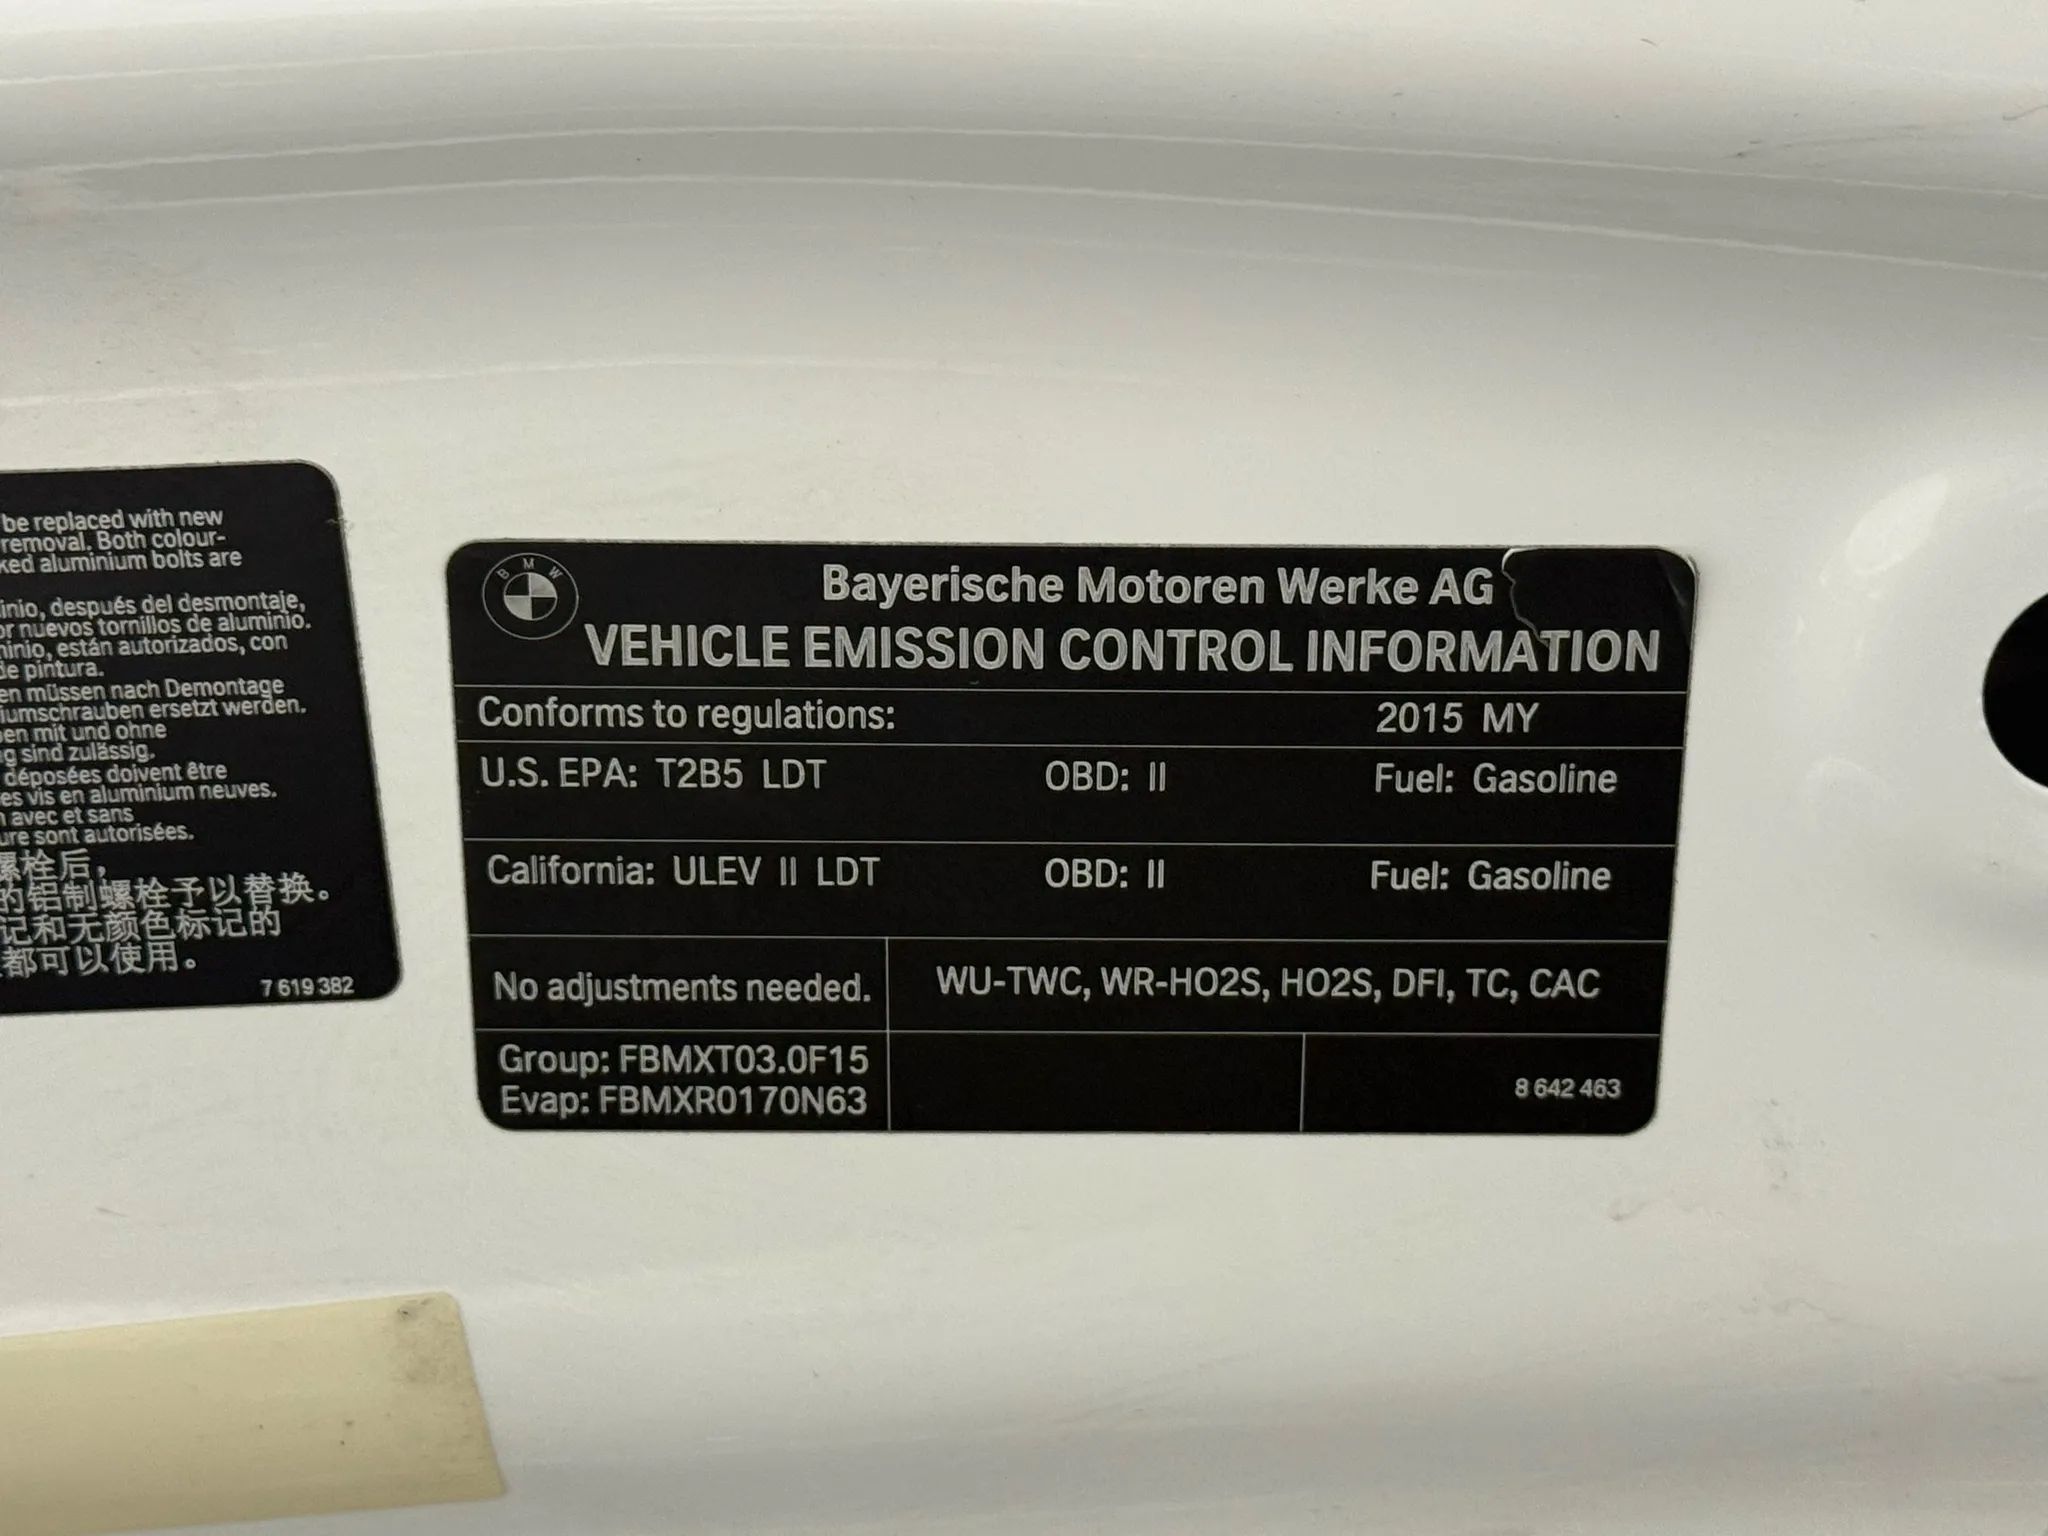 be replaced with new
removal. Both colour-
ked aluminium bolts are
inio, después del desmontaje,
or nuevos tornillos de aluminio.
ninio, están autorizados, con
de pintura.
en müssen nach Demontage
iumschrauben ersetzt werden.
ben mit und ohne
g sind zulässig.
déposées doivent être
es vis en aluminium neuves.
n avec et sans
ure sont autorisées.
螺栓后，
的铝制螺栓予以替换。
记和无颜色标记的
都可以使用。
7 619 382
BMW
Bayerische Motoren Werke AG
VEHICLE EMISSION CONTROL INFORMATION
Conforms to regulations: 2015 MY
U.S. EPA: T2B5 LDT OBD: II Fuel: Gasoline
California: ULEV II LDT OBD: II Fuel: Gasoline
No adjustments needed. WU-TWC, WR-HO2S, HO2S, DFI, TC, CAC
Group: FBMXT03.0F15
Evap: FBMXR0170N63
8 642 463